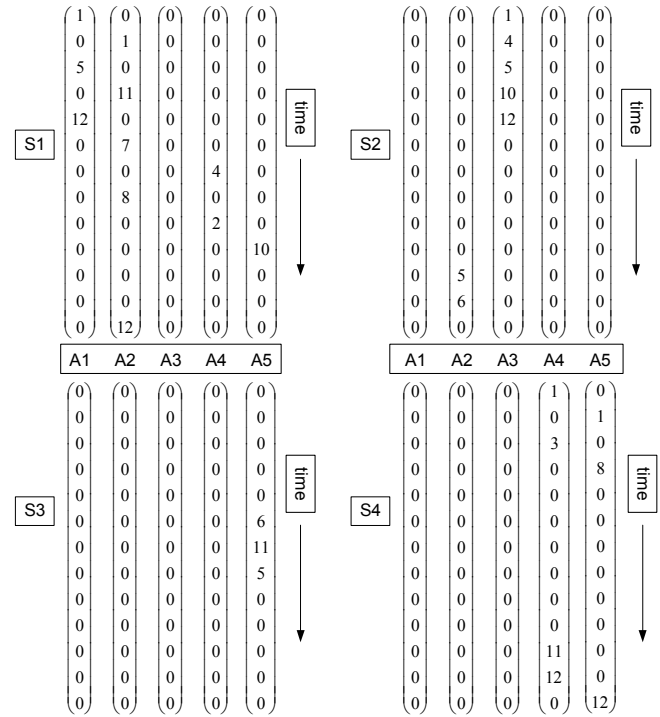 1 0 0 0 0 0 0 1 0 0
0 1 0 0 0 0 0 4 0 0
5 0 0 0 0 0 0 5 0 0
0 11 0 0 0 time 0 0 10 0 0 time
12 0 0 0 0 0 0 12 0 0
S1 0 7 0 0 0 S2 0 0 0 0 0
0 0 0 4 0 0 0 0 0 0
0 8 0 0 0 0 0 0 0 0
0 0 0 2 0 0 0 0 0 0
0 0 0 0 10 0 0 0 0 0
0 0 0 0 0 0 5 0 0 0
0 0 0 0 0 0 6 0 0 0
0 12 0 0 0 0 0 0 0 0
A1 A2 A3 A4 A5 A1 A2 A3 A4 A5
0 0 0 0 0 0 0 0 1 0
0 0 0 0 0 0 0 0 0 1
0 0 0 0 0 0 0 0 3 0
0 0 0 0 0 time 0 0 0 0 8 time
0 0 0 0 0 0 0 0 0 0
S3 0 0 0 0 6 S4 0 0 0 0 0
0 0 0 0 11 0 0 0 0 0
0 0 0 0 5 0 0 0 0 0
0 0 0 0 0 0 0 0 0 0
0 0 0 0 0 0 0 0 0 0
0 0 0 0 0 0 0 0 11 0
0 0 0 0 0 0 0 0 12 0
0 0 0 0 0 0 0 0 0 12